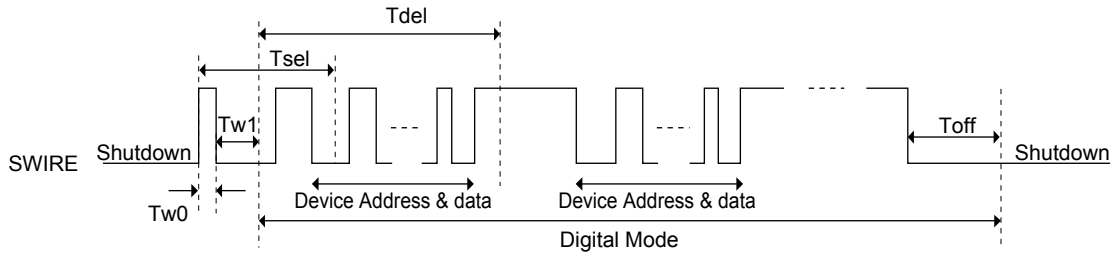 Tdel
Tsel
Tw1
Toff
SWIRE
Shutdown
Shutdown
Tw0
Device Address & data
Device Address & data
Digital Mode